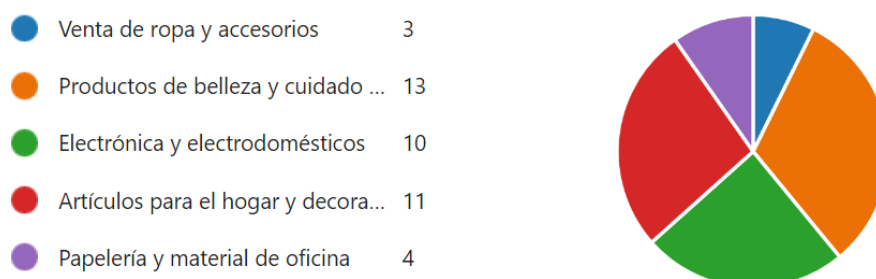 Venta de ropa y accesorios 3
Productos de belleza y cuidado ... 13
Electrónica y electrodomésticos 10
Artículos para el hogar y decora... 11
Papelería y material de oficina 4